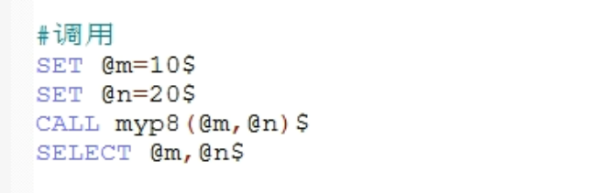 #调用
SET @m=10$
SET @n=20$
CALL myp8(@m,@n)$
SELECT @m,@n$